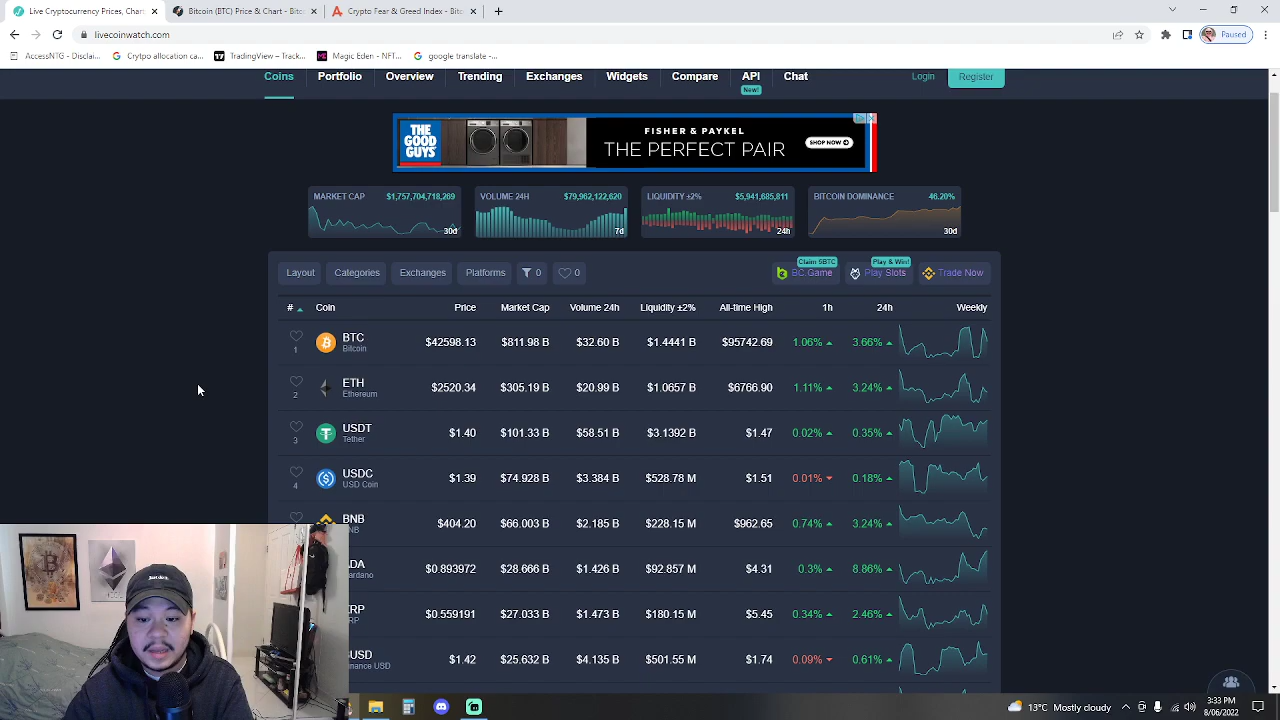 Live Cryptocurrency Prices, Chart
Bitcoin (BTC) Price & Chart - Bitc
Crypto Fear & Greed Index - Bitco
livecoinwatch.com
Paused
AccessNTG - Disclai...
Crytpo allocation ca...
TradingView – Track...
Magic Eden - NFT...
google translate -...
Coins
Portfolio
Overview
Trending
Exchanges
Widgets
Compare
API
Chat
Login
Register
New!
THE GOOD GUYS
FISHER & PAYKEL
THE PERFECT PAIR
SHOP NOW
MARKET CAP $1,757,704,718,269
30d
VOLUME 24H $79,962,122,620
7d
LIQUIDITY ±2% $5,941,685,811
24h
BITCOIN DOMINANCE 46.20%
30d
Layout
Categories
Exchanges
Platforms
0
0
Claim 5BTC
BC Game
Play & Win!
Play Slots
Trade Now
# Coin Price Market Cap Volume 24h Liquidity ±2% All-time High 1h 24h Weekly
1 BTC Bitcoin $42598.13 $811.98 B $32.60 B $1.4441 B $95742.69 1.06% 3.66%
2 ETH Ethereum $2520.34 $305.19 B $20.99 B $1.0657 B $6766.90 1.11% 3.24%
3 USDT Tether $1.40 $101.33 B $58.51 B $3.1392 B $1.47 0.02% 0.35%
4 USDC USD Coin $1.39 $74.928 B $3.384 B $528.78 M $1.51 0.01% 0.18%
BNB NB $404.20 $66.003 B $2.185 B $228.15 M $962.65 0.74% 3.24%
DA ardano $0.893972 $28.666 B $1.426 B $92.857 M $4.31 0.3% 8.86%
RP RP $0.559191 $27.033 B $1.473 B $180.15 M $5.45 0.34% 2.46%
USD nance USD $1.42 $25.632 B $4.135 B $501.55 M $1.74 0.09% 0.61%
13°C Mostly cloudy
3:33 PM
8/06/2022